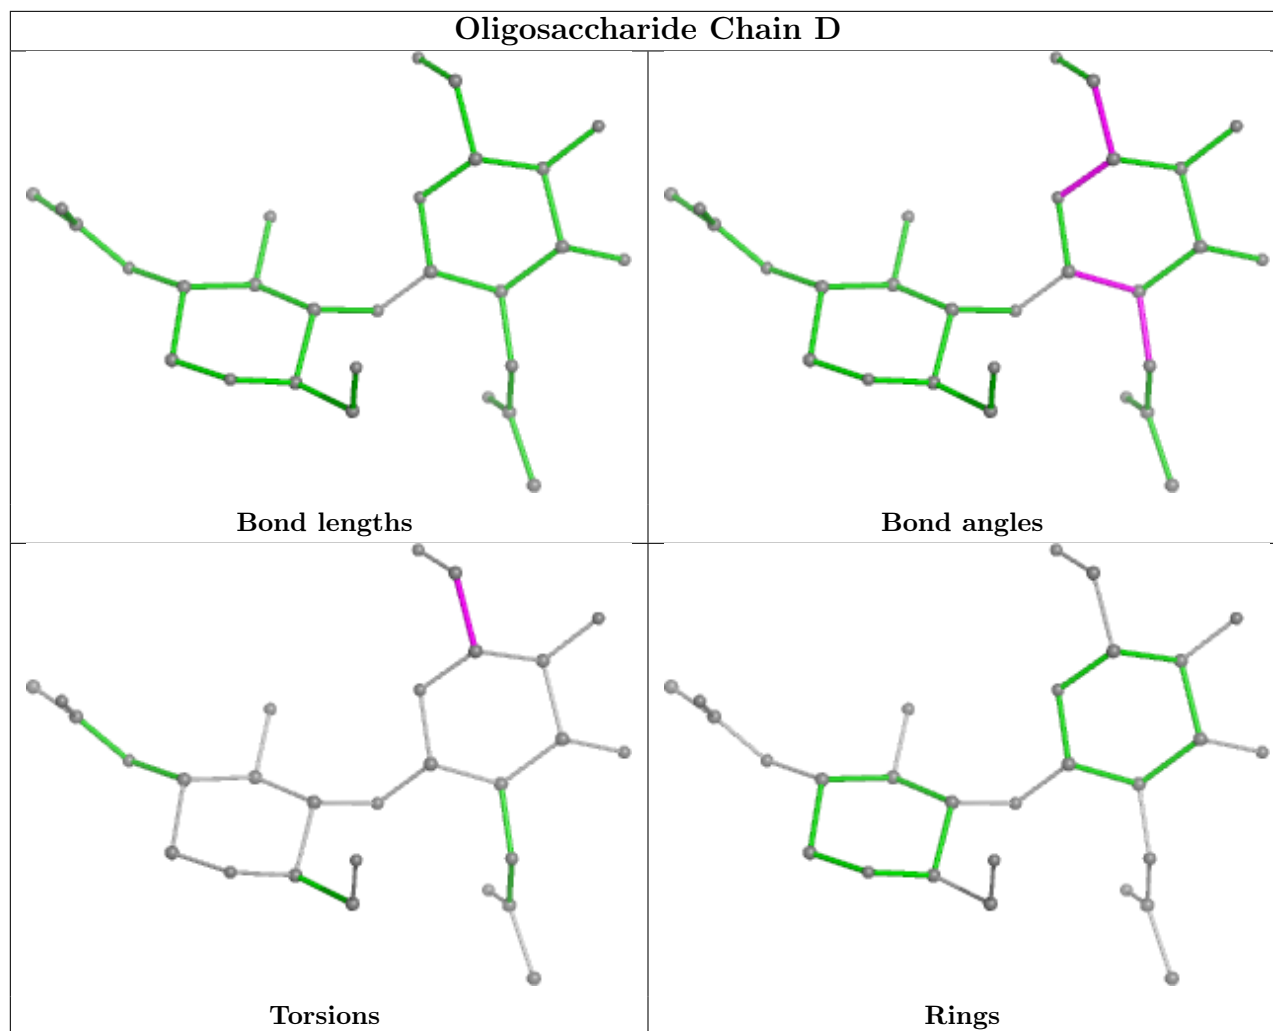 Oligosaccharide Chain D
Bond lengths
Bond angles
Torsions
Rings